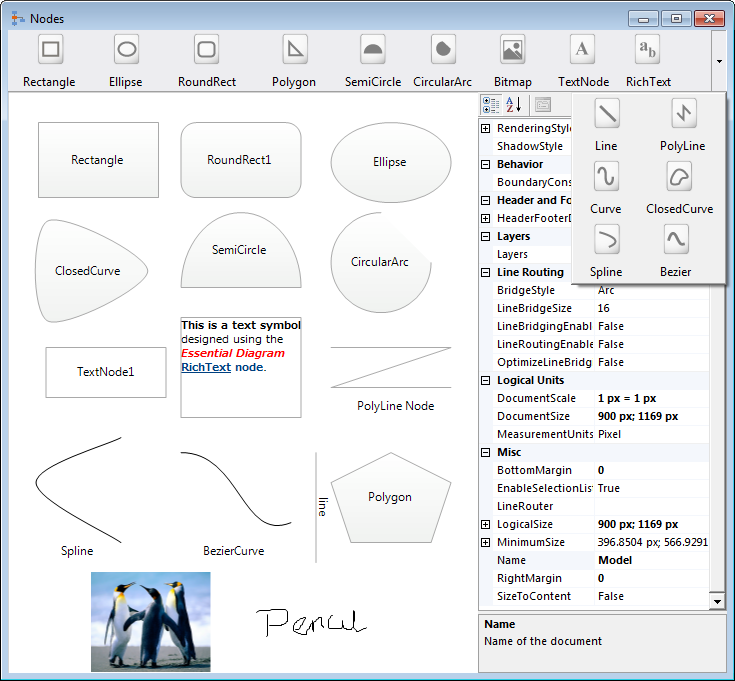 Nodes
Rectangle Ellipse RoundRect Polygon SemiCircle CircularArc Bitmap TextNode RichText
Line PolyLine
Curve ClosedCurve
Spline Bezier
Rectangle RoundRect1 Ellipse
ClosedCurve SemiCircle CircularArc
TextNode1
This is a text symbol
designed using the
Essential Diagram
RichText node.
PolyLine Node
Spline BezierCurve
line
Polygon
Pencil
RenderingStyle
ShadowStyle
Behavior
BoundaryCons
Header and Fo
HeaderFooterD
Layers
Layers
Line Routing
BridgeStyle Arc
LineBridgeSize 16
LineBridgingEnabl False
LineRoutingEnable False
OptimizeLineBridg False
Logical Units
DocumentScale 1 px = 1 px
DocumentSize 900 px; 1169 px
MeasurementUnits Pixel
Misc
BottomMargin 0
EnableSelectionLis True
LineRouter
LogicalSize 900 px; 1169 px
MinimumSize 396.8504 px; 566.9291
Name Model
RightMargin 0
SizeToContent False
Name
Name of the document